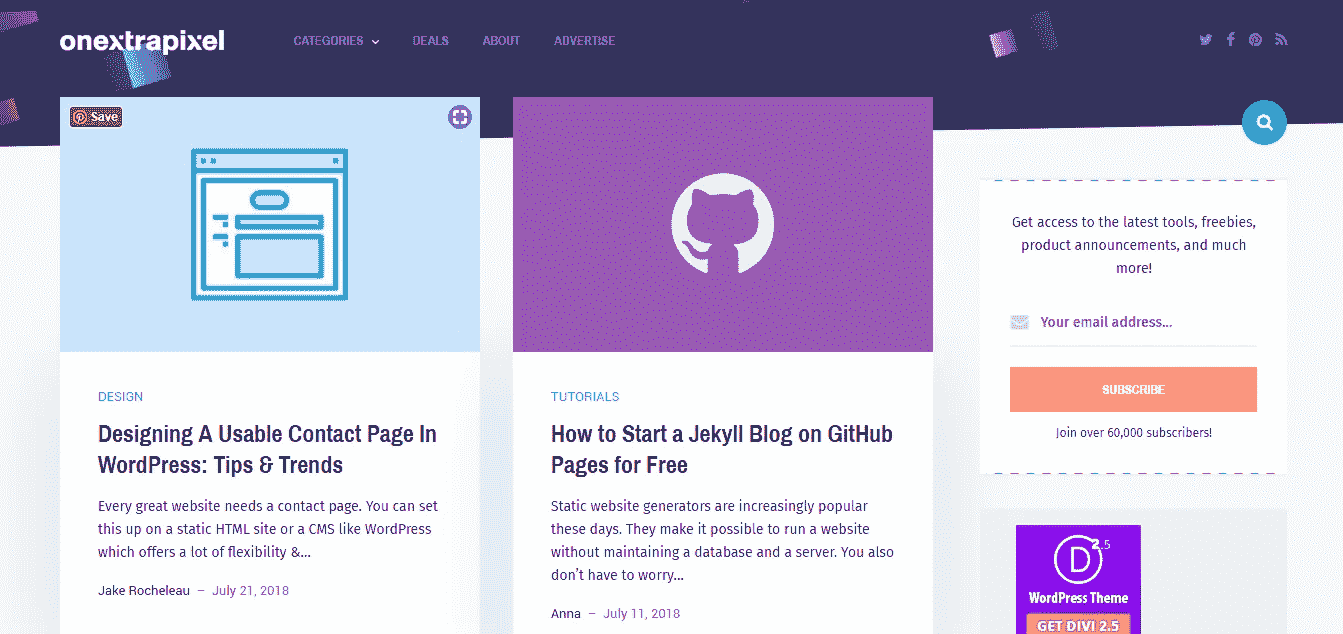 onextrapixel
CATEGORIES
DEALS
ABOUT
ADVERTISE
Save
DESIGN
Designing A Usable Contact Page In
WordPress: Tips & Trends
Every great website needs a contact page. You can set
this up on a static HTML site or a CMS like WordPress
which offers a lot of flexibility &...
Jake Rocheleau – July 21, 2018
TUTORIALS
How to Start a Jekyll Blog on GitHub
Pages for Free
Static website generators are increasingly popular
these days. They make it possible to run a website
without maintaining a database and a server. You also
don’t have to worry...
Anna – July 11, 2018
Get access to the latest tools, freebies,
product announcements, and much
more!
Your email address...
SUBSCRIBE
Join over 60,000 subscribers!
D 2.5
WordPress Theme
GET DIVI 2.5